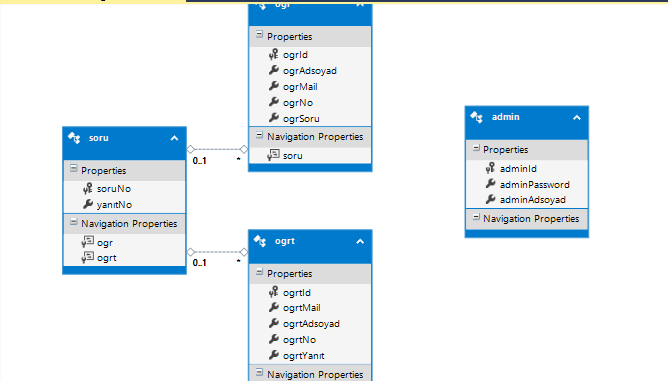 ogr
Properties
ogrId
ogrAdsoyad
ogrMail
ogrNo
ogrSoru
Navigation Properties
soru
soru
Properties
soruNo
yanıtNo
Navigation Properties
ogr
ogrt
0..1
*
0..1
*
ogrt
Properties
ogrtId
ogrtMail
ogrtAdsoyad
ogrtNo
ogrtYanıt
Navigation Properties
admin
Properties
adminId
adminPassword
adminAdsoyad
Navigation Properties